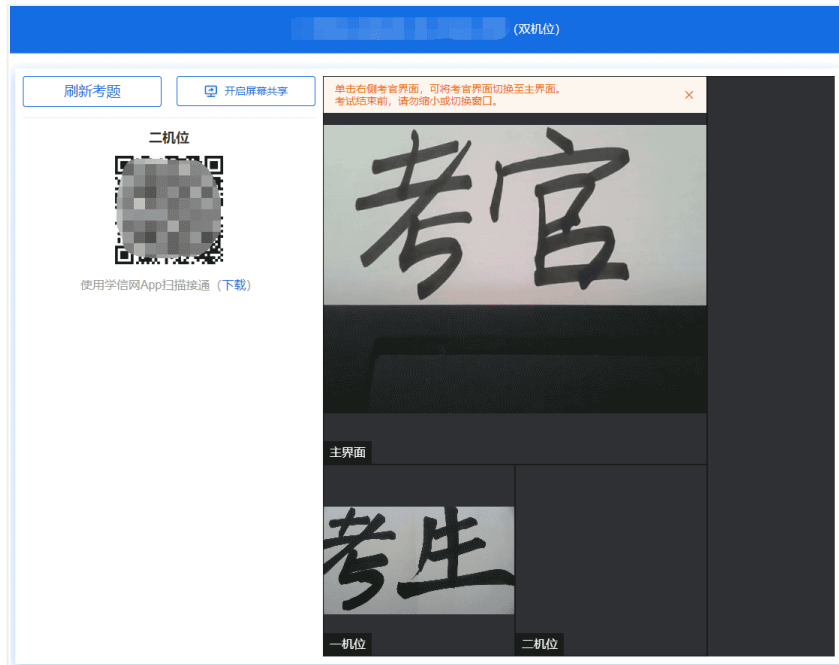 (双机位)
刷新考题
开启屏幕共享
二机位
使用学信网App扫描接通（下载）
单击右侧考官界面，可将考官界面切换至主界面。
考试结束前，请勿缩小或切换窗口。
考官
主界面
考生
一机位
二机位